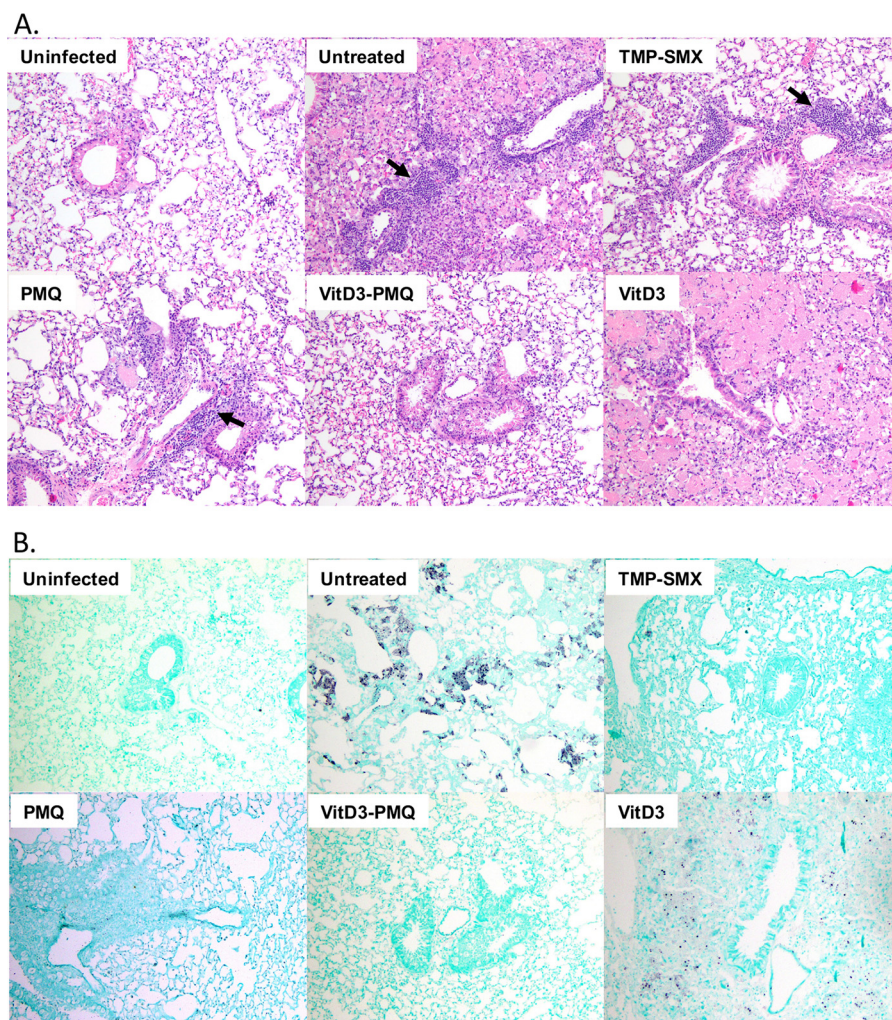 A.
Uninfected
Untreated
TMP-SMX
PMQ
VitD3-PMQ
VitD3
B.
Uninfected
Untreated
TMP-SMX
PMQ
VitD3-PMQ
VitD3